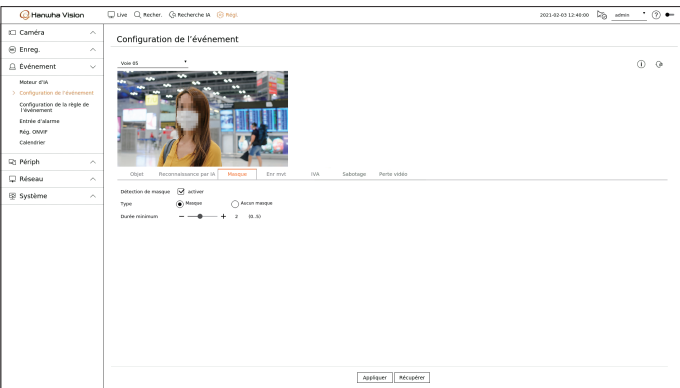 Hanwha Vision
Live Recher. Recherche IA Régl.
2021-02-03 12:40:00 admin
Caméra
Enreg.
Événement
Moteur d'IA
Configuration de l'événement
Configuration de la règle de
l'événement
Entrée d'alarme
Rég. ONVIF
Calendrier
Périph
Réseau
Système
Configuration de l'événement
Voie 05
Objet Reconnaissance par IA Masque Enr mvt IVA Sabotage Perte vidéo
Détection de masque activer
Type Masque Aucun masque
Durée minimum − + 2 (0..5)
Appliquer Récupérer